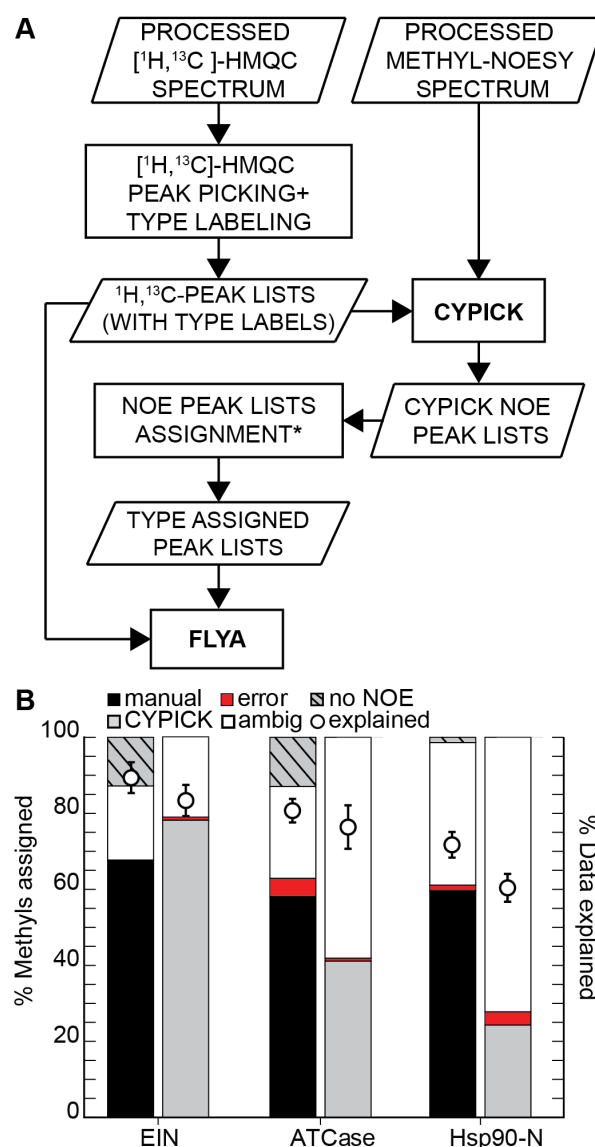 A
PROCESSED
[¹H,¹³C ]-HMQC
SPECTRUM
PROCESSED
METHYL-NOESY
SPECTRUM
[¹H,¹³C]-HMQC
PEAK PICKING+
TYPE LABELING
¹H,¹³C-PEAK LISTS
(WITH TYPE LABELS)
CYPICK
NOE PEAK LISTS
ASSIGNMENT*
CYPICK NOE
PEAK LISTS
TYPE ASSIGNED
PEAK LISTS
FLYA
B
manual error no NOE
CYPICK ambig explained
100
80
60
40
20
0
% Methyls assigned
% Data explained
EIN ATCase Hsp90-N